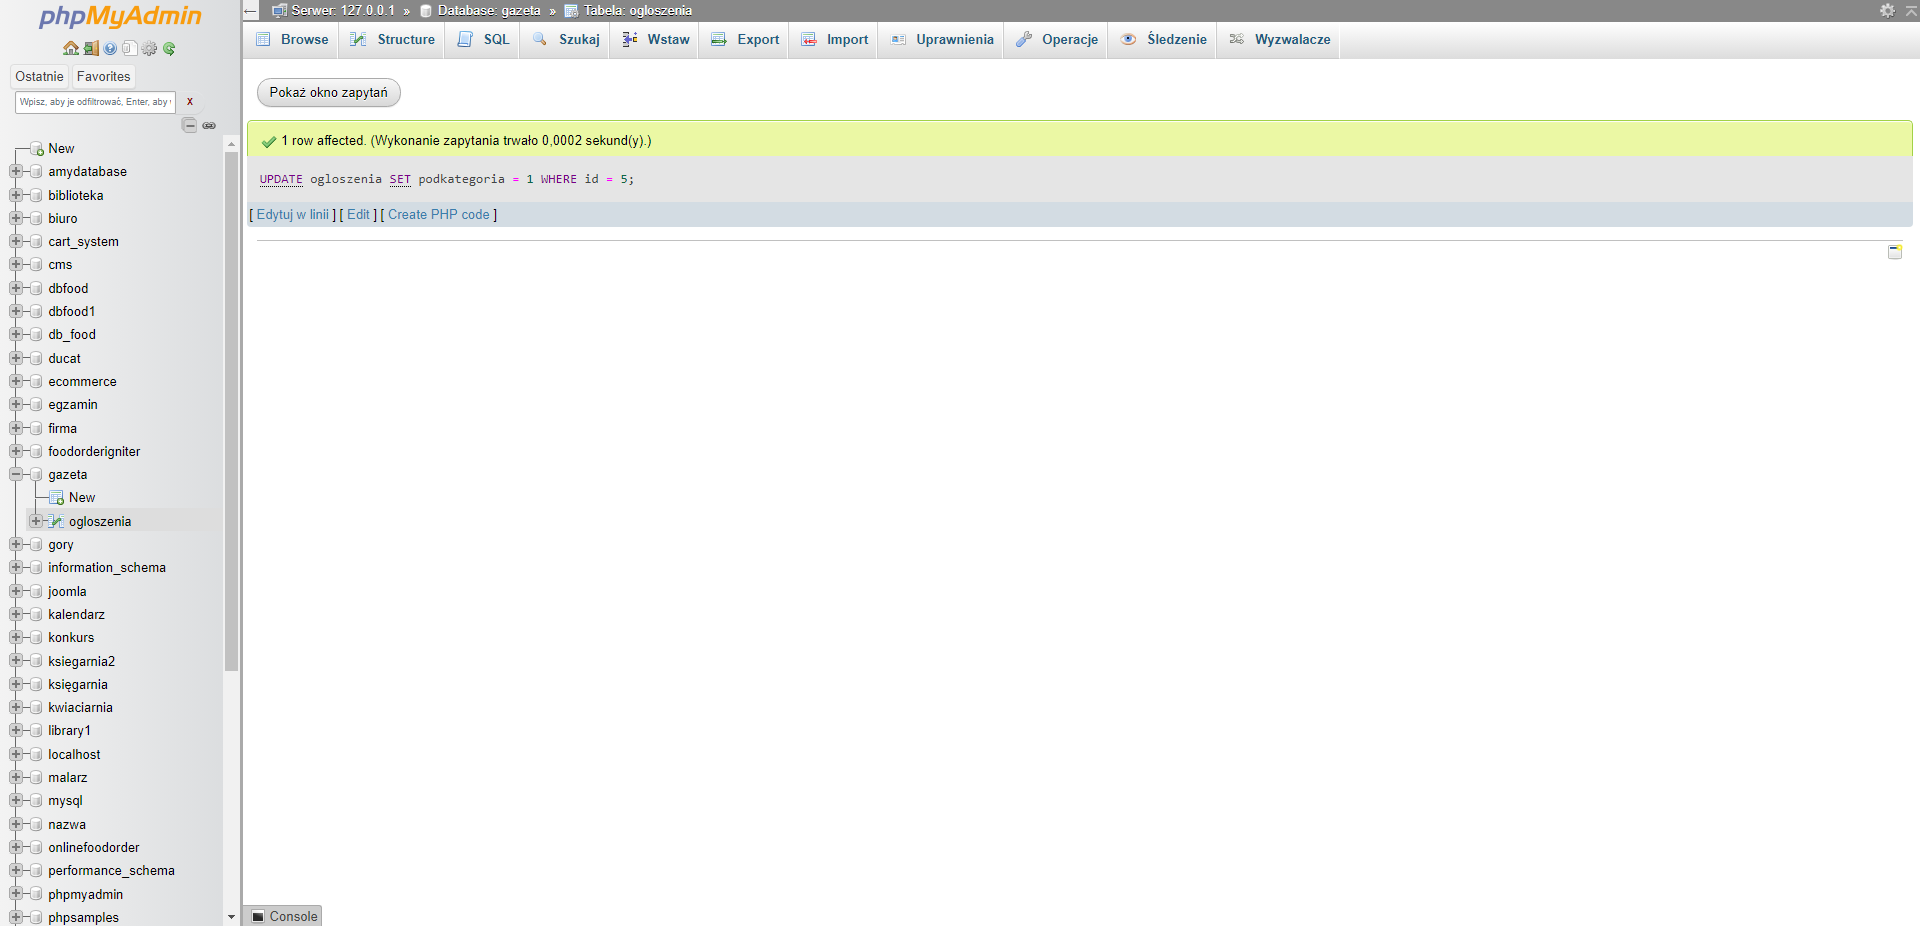 phpMyAdmin
Ostatnie Favorites
Wpisz, aby je odfiltrować, Enter, aby X
New
amydatabase
biblioteka
biuro
cart_system
cms
dbfood
dbfood1
db_food
ducat
ecommerce
egzamin
firma
foodorderigniter
gazeta
New
ogloszenia
gory
information_schema
joomla
kalendarz
konkurs
ksiegarnia2
księgarnia
kwiaciarnia
library1
localhost
malarz
mysql
nazwa
onlinefoodorder
performance_schema
phpmyadmin
phpsamples
Serwer: 127.0.0.1 » Database: gazeta » Tabela: ogloszenia
Browse Structure SQL Szukaj Wstaw Export Import Uprawnienia Operacje Śledzenie Wyzwalacze
Pokaż okno zapytań
1 row affected. (Wykonanie zapytania trwało 0,0002 sekund(y).)
UPDATE ogloszenia SET podkategoria = 1 WHERE id = 5;
[ Edytuj w linii ] [ Edit ] [ Create PHP code ]
Console